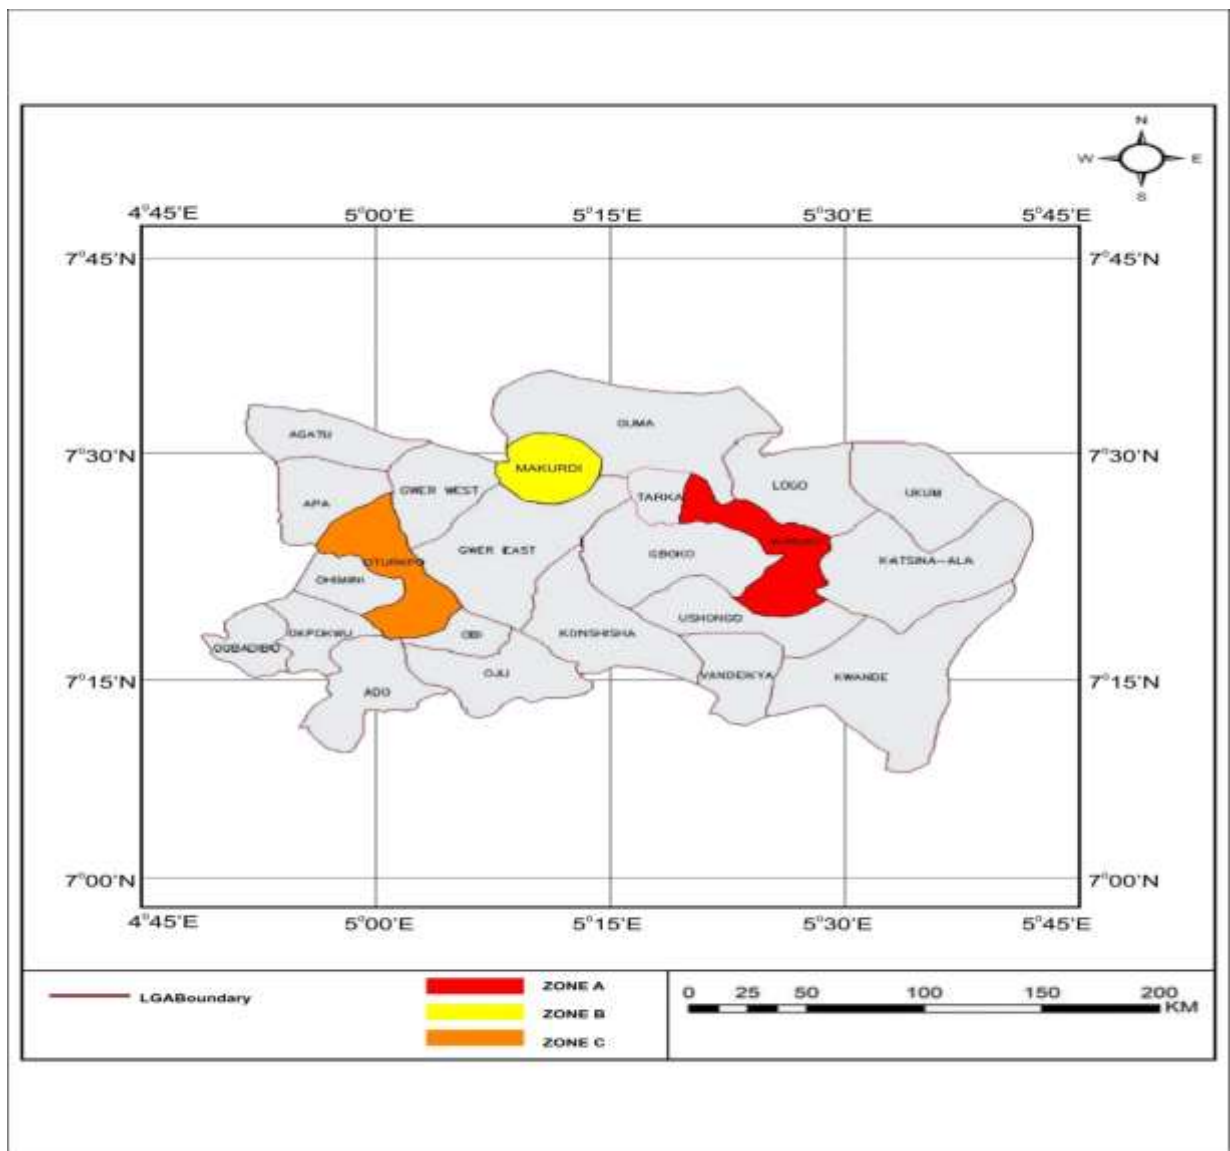 N
W E
S
4°45'E 5°00'E 5°15'E 5°30'E 5°45'E
7°45'N 7°45'N
GUMA
AGATU
7°30'N MAKURDI 7°30'N
GWER WEST TARKA LOGO UKUM
APA
GWER EAST GBOKO
OTURKPO KATSINA-ALA
OHIMINI
USHONGO
OKPOKWU OBI KONSHISHA
OGBADIBO
OJU VANDEIKYA KWANDE
7°15'N 7°15'N
ADO
7°00'N 7°00'N
4°45'E 5°00'E 5°15'E 5°30'E 5°45'E
LGABoundary
ZONE A
ZONE B
ZONE C
0 25 50 100 150 200
KM